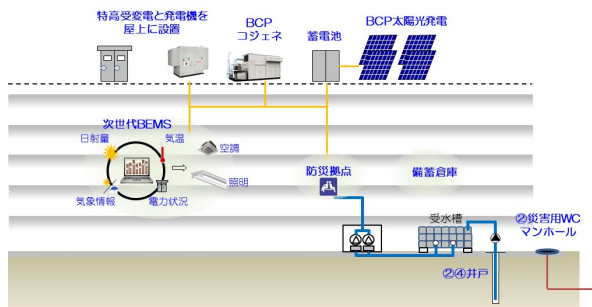 特高受変電と発電機を
屋上に設置
BCP
コジェネ
蓄電池
BCP太陽光発電
次世代BEMS
日射量
気温
気象情報
電力状況
空調
照明
防災拠点
備蓄倉庫
受水槽
②災害用WC
マンホール
②④井戸